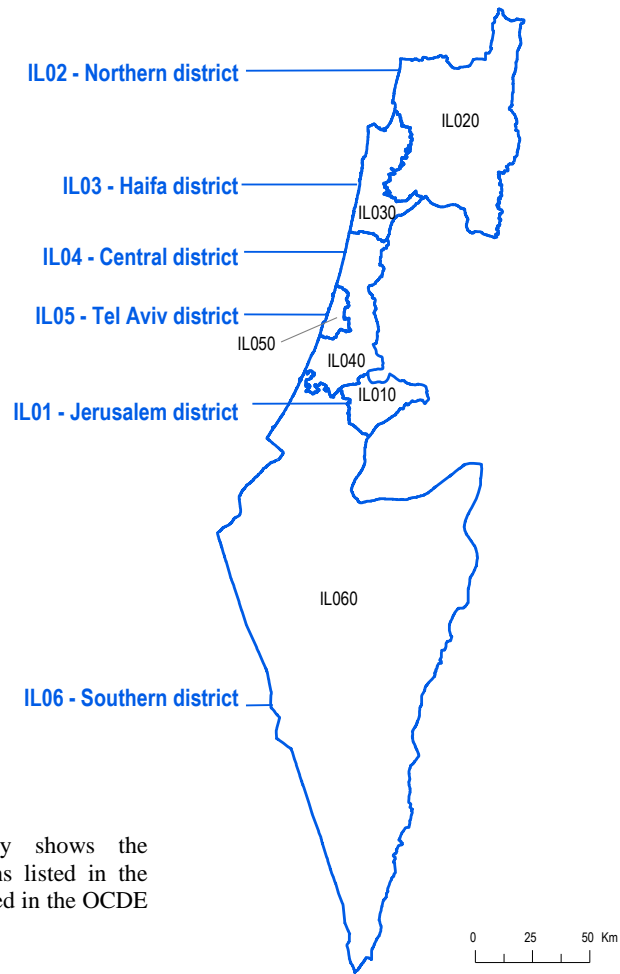 IL02 - Northern district
IL020
IL03 - Haifa district
IL030
IL04 - Central district
IL05 - Tel Aviv district
IL050
IL040
IL010
IL01 - Jerusalem district
IL060
IL06 - Southern district
y shows the
s listed in the
ed in the OCDE
0 25 50 Km